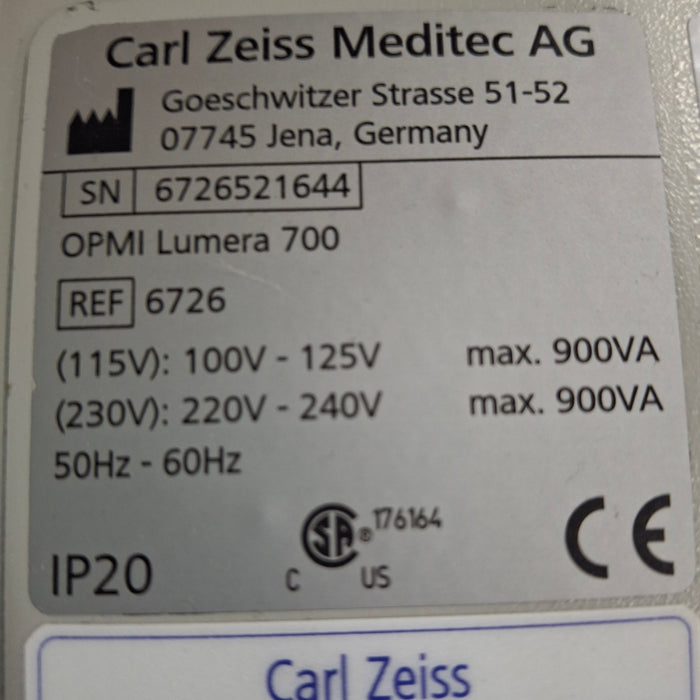 Carl Zeiss Meditec AG
Goeschwitzer Strasse 51-52
07745 Jena, Germany
SN 6726521644
OPMI Lumera 700
REF 6726
(115V): 100V - 125V max. 900VA
(230V): 220V - 240V max. 900VA
50Hz - 60Hz
IP20
SA ® 176164
C US
CE
Carl Zeiss